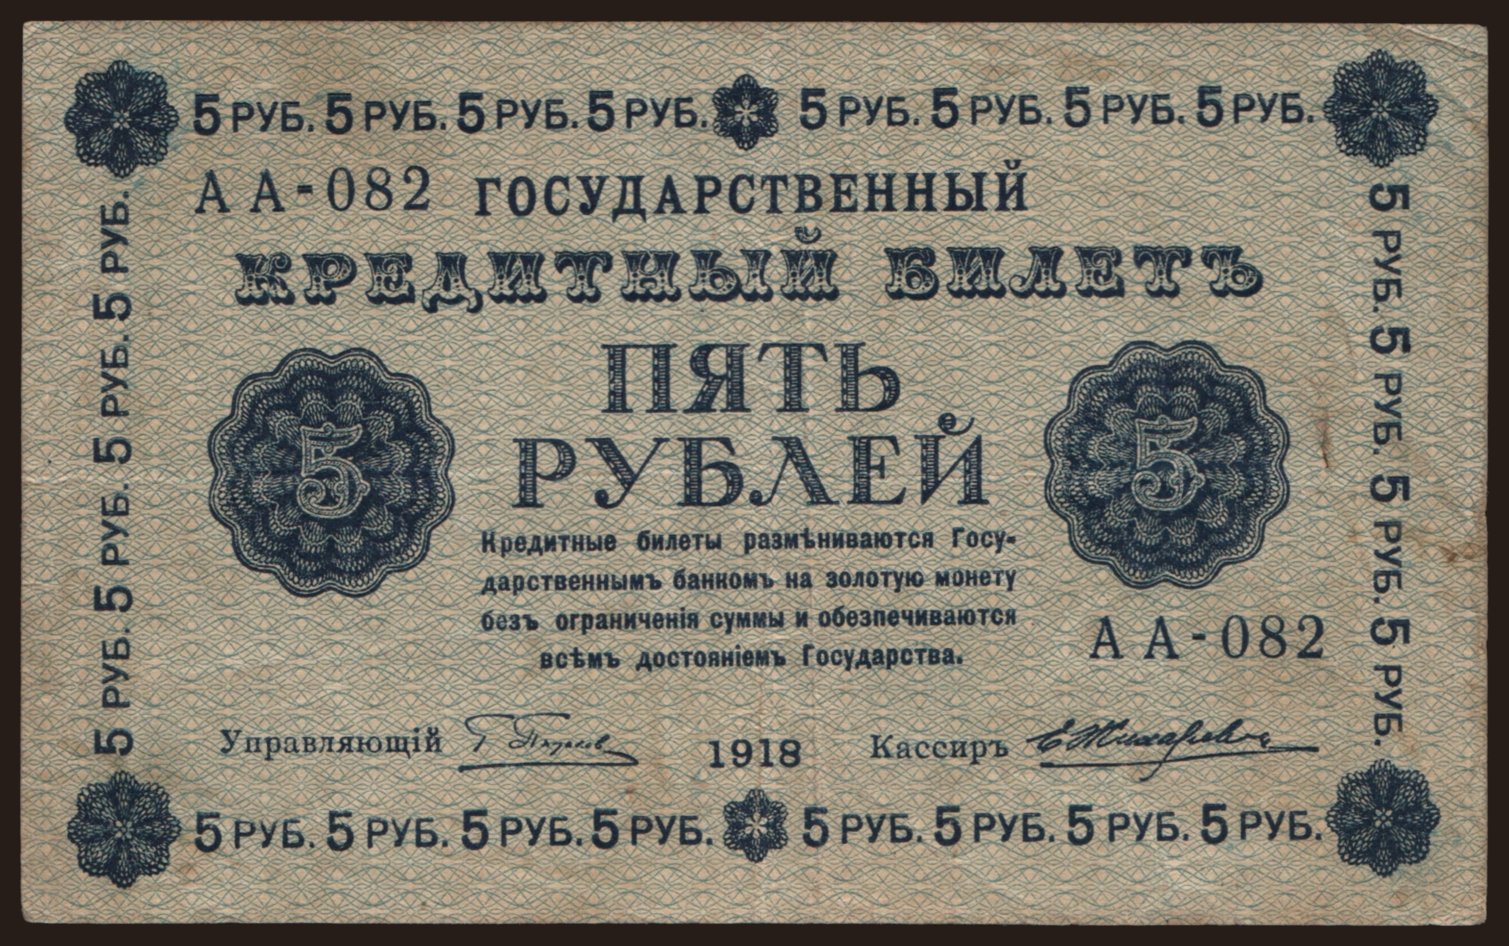 5 РУБ. 5 РУБ. 5 РУБ. 5 РУБ. 5 РУБ. 5 РУБ. 5 РУБ. 5 РУБ.
АА-082 ГОСУДАРСТВЕННЫЙ
КРЕДИТНЫЙ БИЛЕТЪ
ПЯТЬ
РУБЛЕЙ
5
5
Кредитные билеты размѣниваются Госу-
дарственнымъ банкомъ на золотую монету
безъ ограниченія суммы и обезпечиваются
всѣмъ достояніемъ Государства.
АА-082
Управляющій
1918
Кассиръ
5 РУБ. 5 РУБ. 5 РУБ. 5 РУБ. 5 РУБ. 5 РУБ. 5 РУБ. 5 РУБ.
5 РУБ. 5 РУБ. 5 РУБ. 5 РУБ.
5 РУБ. 5 РУБ. 5 РУБ. 5 РУБ.